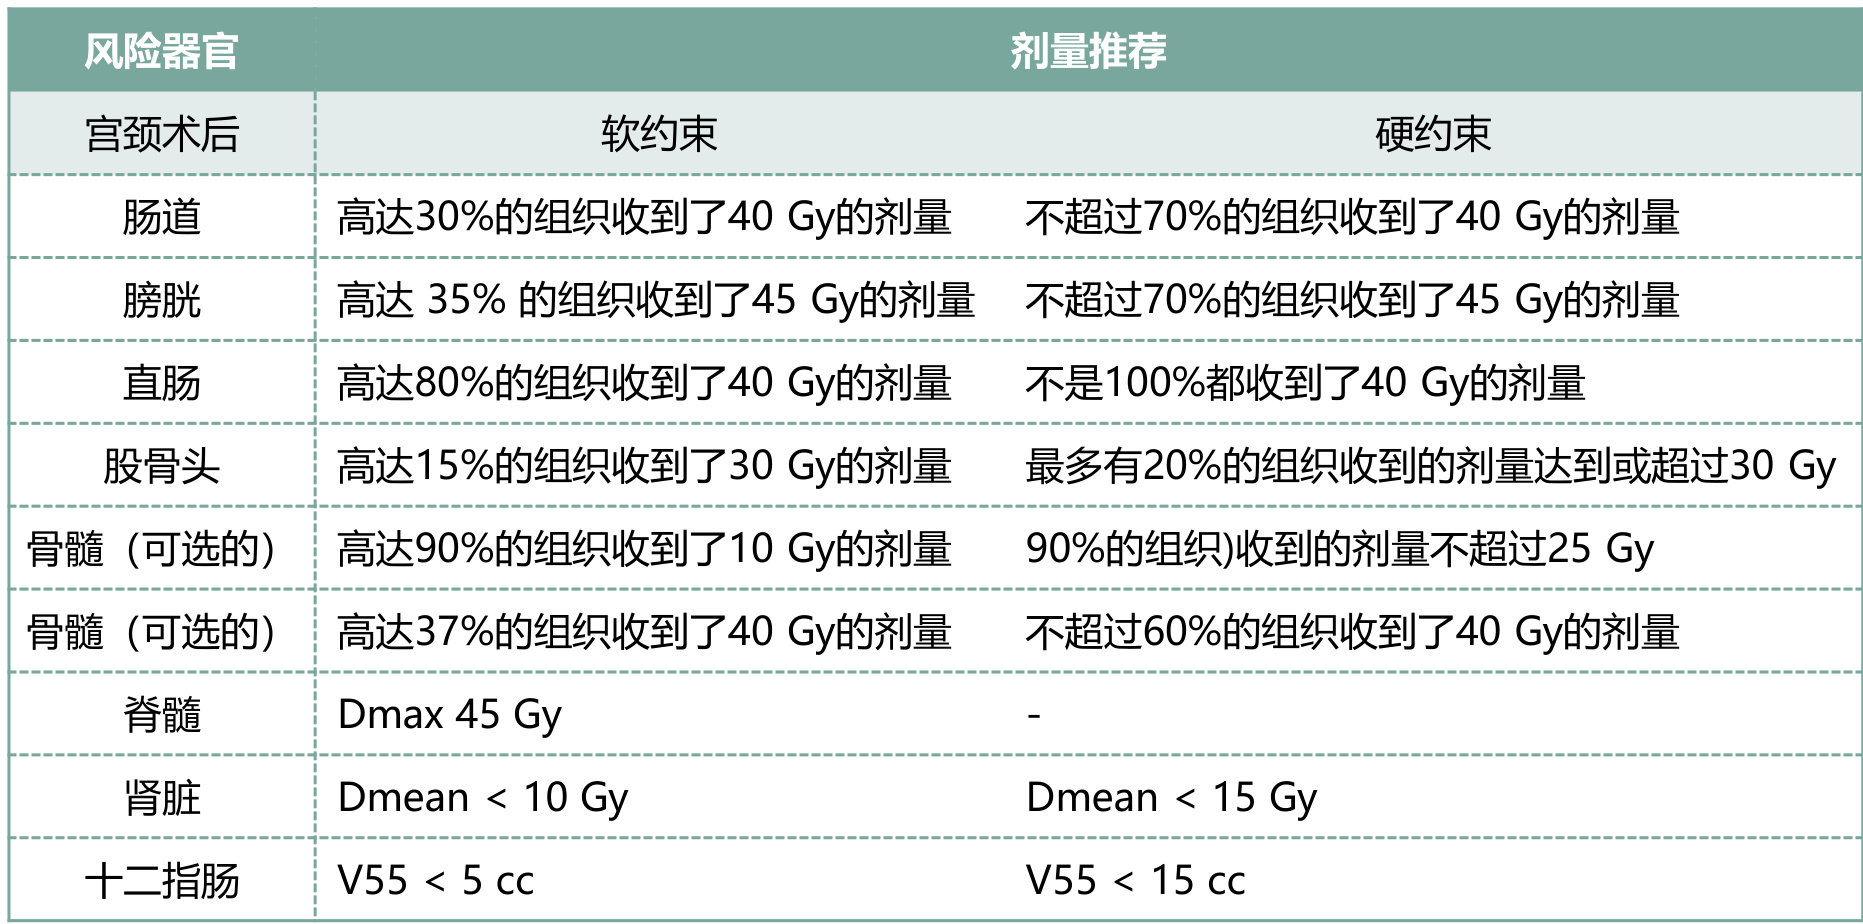 风险器官 剂量推荐
宫颈术后 软约束 硬约束
肠道 高达30%的组织收到了40 Gy的剂量 不超过70%的组织收到了40 Gy的剂量
膀胱 高达 35% 的组织收到了45 Gy的剂量 不超过70%的组织收到了45 Gy的剂量
直肠 高达80%的组织收到了40 Gy的剂量 不是100%都收到了40 Gy的剂量
股骨头 高达15%的组织收到了30 Gy的剂量 最多有20%的组织收到的剂量达到或超过30 Gy
骨髓（可选的） 高达90%的组织收到了10 Gy的剂量 90%的组织)收到的剂量不超过25 Gy
骨髓（可选的） 高达37%的组织收到了40 Gy的剂量 不超过60%的组织收到了40 Gy的剂量
脊髓 Dmax 45 Gy -
肾脏 Dmean < 10 Gy Dmean < 15 Gy
十二指肠 V55 < 5 cc V55 < 15 cc